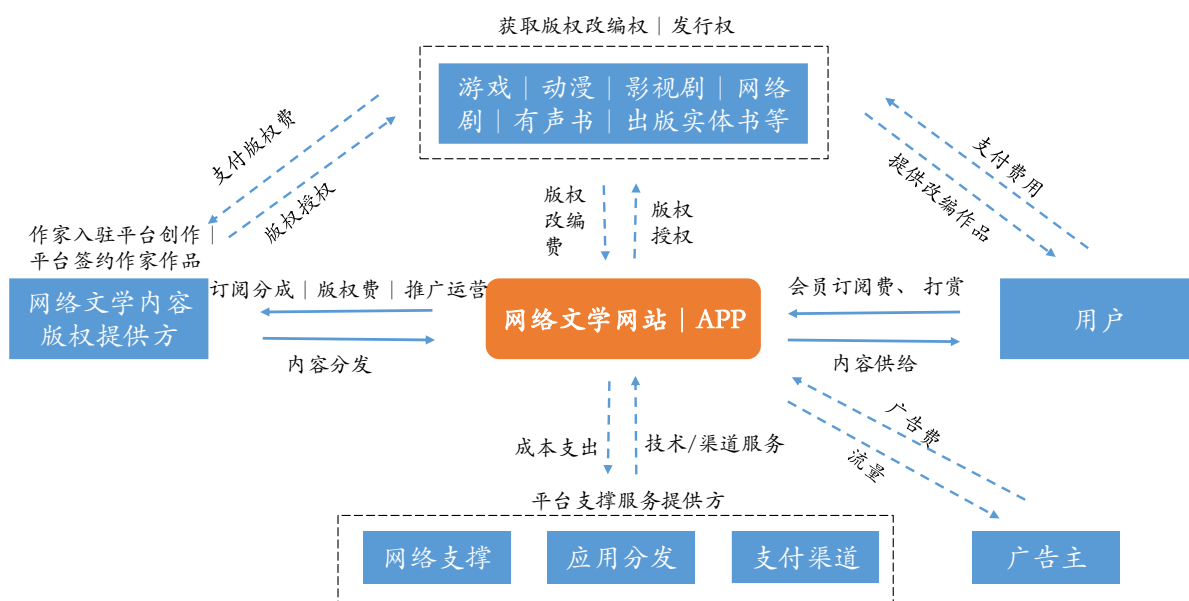 获取版权改编权｜发行权
游戏｜动漫｜影视剧｜网络
剧｜有声书｜出版实体书等
支付版权费
版权授权
版权
改编
费
版权
授权
支付费用
提供改编作品
作家入驻平台创作｜
平台签约作家作品
网络文学内容
版权提供方
订阅分成｜版权费｜推广运营
内容分发
网络文学网站｜APP
会员订阅费、打赏
内容供给
用户
成本支出
技术/渠道服务
广告费
流量
平台支撑服务提供方
网络支撑
应用分发
支付渠道
广告主